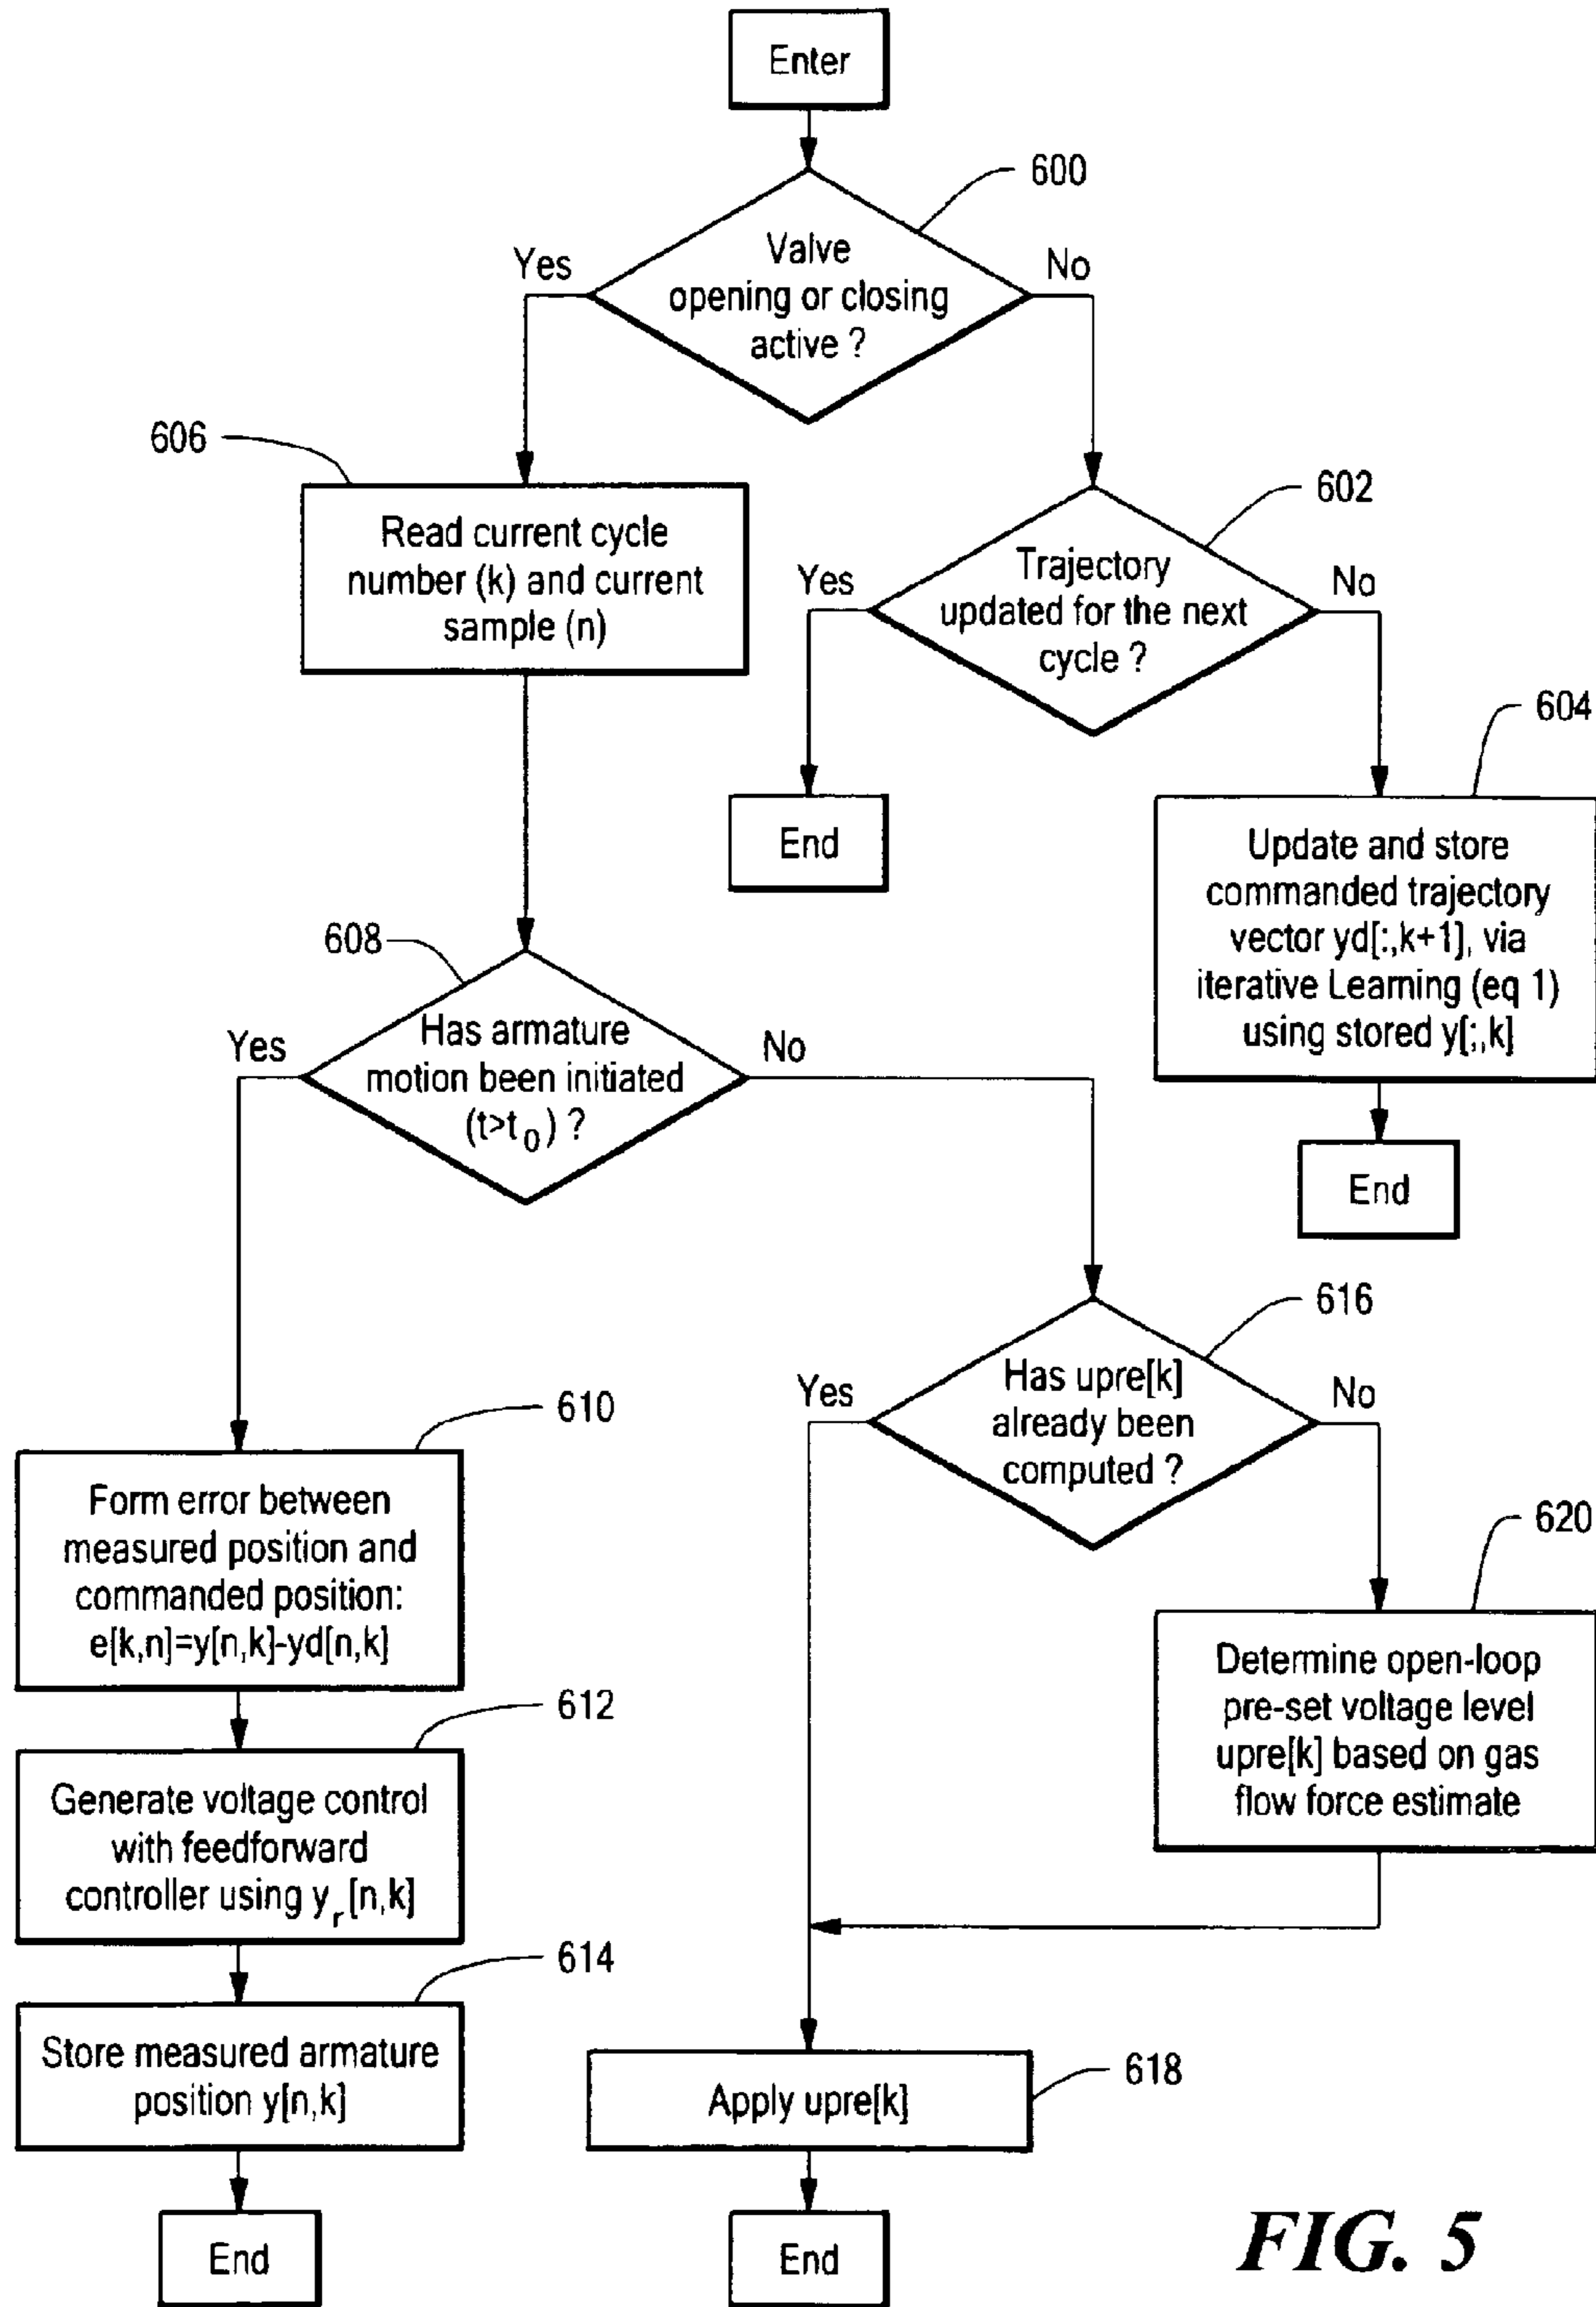 Enter
600
Valve
opening or closing
active ?
Yes
No
606
Read current cycle
number (k) and current
sample (n)
602
Trajectory
updated for the next
cycle ?
Yes
No
End
604
Update and store
commanded trajectory
vector yd[:,k+1], via
iterative Learning (eq 1)
using stored y[;,k]
End
608
Has armature
motion been initiated
(t>t0) ?
Yes
No
616
Has upre[k]
already been
computed ?
Yes
No
610
Form error between
measured position and
commanded position:
e[k,n]=y[n,k]-yd[n,k]
620
Determine open-loop
pre-set voltage level
upre[k] based on gas
flow force estimate
612
Generate voltage control
with feedforward
controller using yr[n,k]
614
Store measured armature
position y[n,k]
618
Apply upre[k]
End
End
FIG. 5